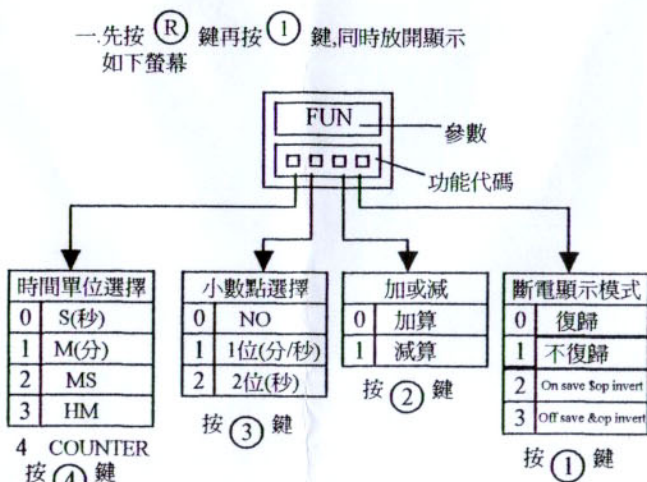 一.先按 R 鍵再按 1 鍵,同時放開顯示
如下螢幕
FUN
參數
功能代碼
時間單位選擇
0 S(秒)
1 M(分)
2 MS
3 HM
4 COUNTER
按 4 鍵
小數點選擇
0 NO
1 1位(分/秒)
2 2位(秒)
按 3 鍵
加或減
0 加算
1 減算
按 2 鍵
斷電顯示模式
0 復歸
1 不復歸
2 On save $op invert
3 Off save &op invert
按 1 鍵